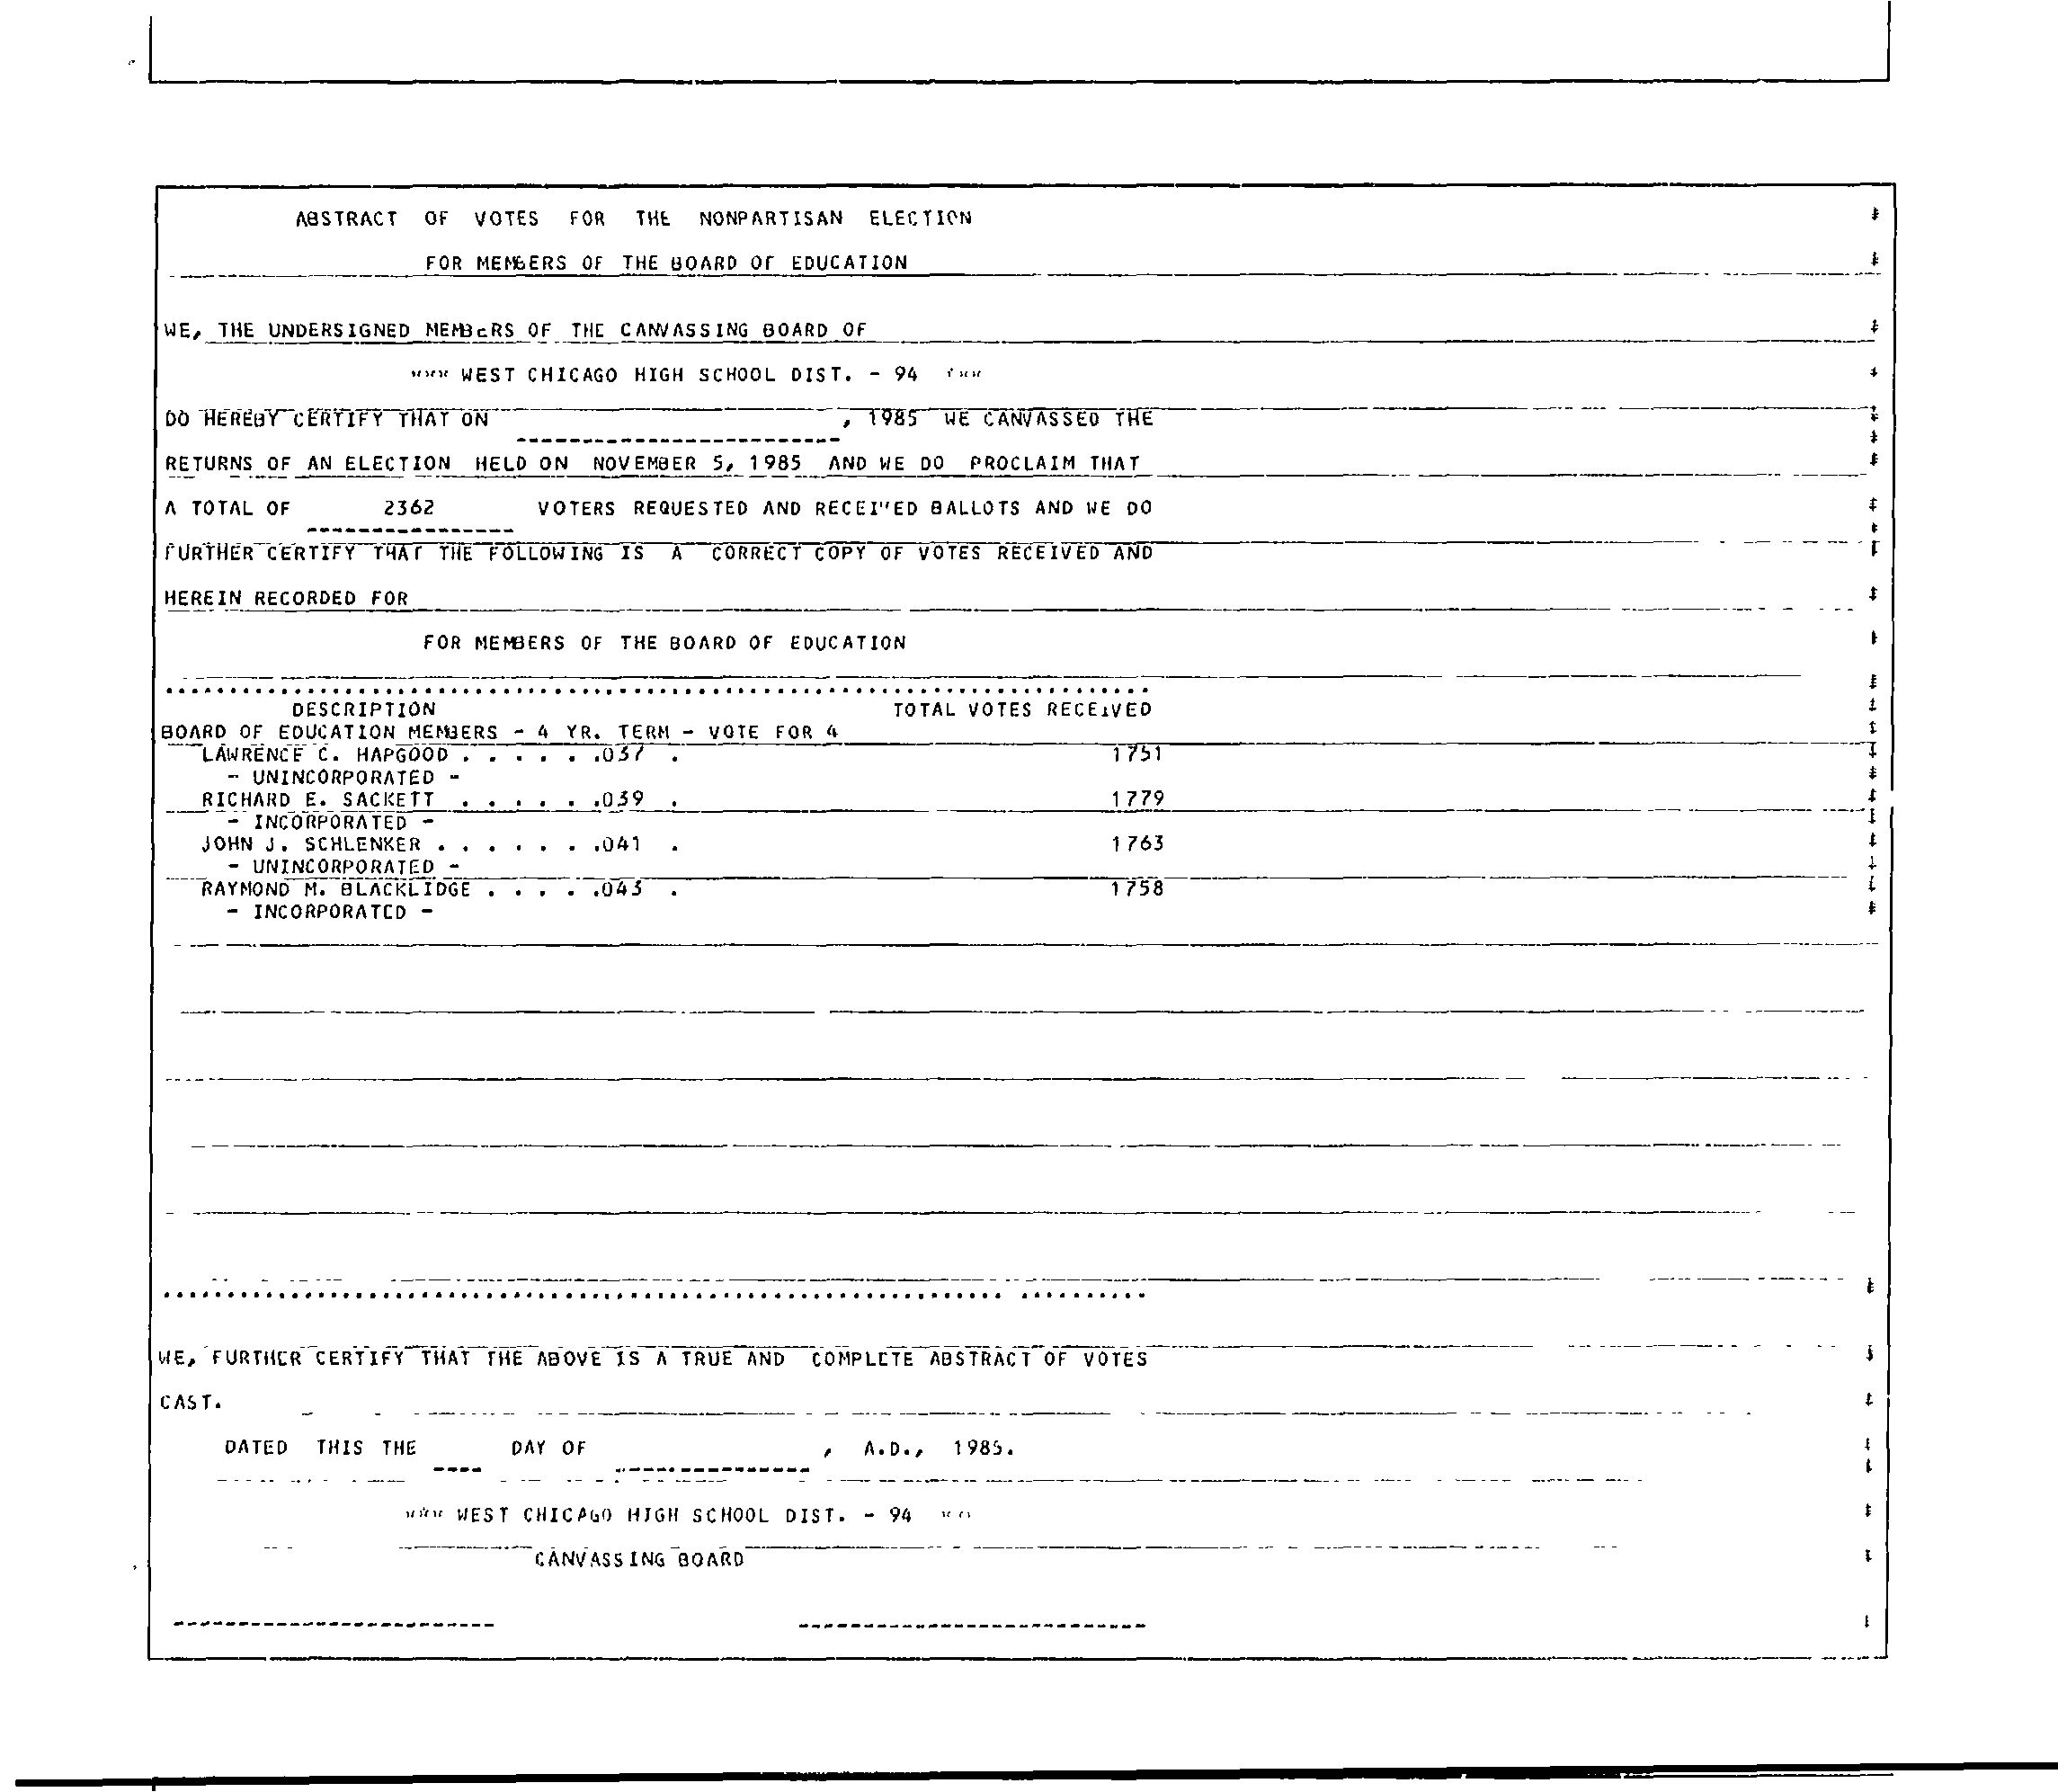 ABSTRACT OF VOTES FOR THE NONPARTISAN ELECTION
FOR MEMBERS OF THE BOARD OF EDUCATION
WE, THE UNDERSIGNED MEMBERS OF THE CANVASSING BOARD OF
*** WEST CHICAGO HIGH SCHOOL DIST. - 94 ***
DO HEREBY CERTIFY THAT ON , 1985 WE CANVASSED THE
RETURNS OF AN ELECTION HELD ON NOVEMBER 5, 1985 AND WE DO PROCLAIM THAT
A TOTAL OF 2362 VOTERS REQUESTED AND RECEIVED BALLOTS AND WE DO
FURTHER CERTIFY THAT THE FOLLOWING IS A CORRECT COPY OF VOTES RECEIVED AND
HEREIN RECORDED FOR
FOR MEMBERS OF THE BOARD OF EDUCATION
DESCRIPTION TOTAL VOTES RECEIVED
BOARD OF EDUCATION MEMBERS - 4 YR. TERM - VOTE FOR 4
LAWRENCE C. HAPGOOD . . . . . .037 . 1751
- UNINCORPORATED -
RICHARD E. SACKETT . . . . . .039 . 1779
- INCORPORATED -
JOHN J. SCHLENKER . . . . . . .041 . 1763
- UNINCORPORATED -
RAYMOND M. BLACKLIDGE . . . . .043 . 1758
- INCORPORATED -
WE, FURTHER CERTIFY THAT THE ABOVE IS A TRUE AND COMPLETE ABSTRACT OF VOTES
CAST.
DATED THIS THE DAY OF , A.D., 1985.
*** WEST CHICAGO HIGH SCHOOL DIST. - 94 ***
CANVASSING BOARD